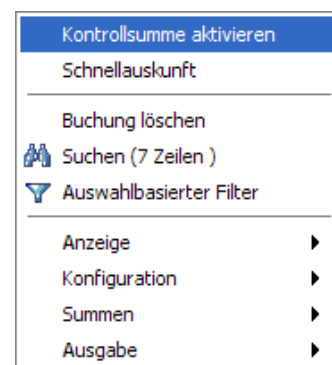 Kontrollsumme aktivieren
Schnellauskunft
Buchung löschen
Suchen (7 Zeilen )
Auswahlbasierter Filter
Anzeige
Konfiguration
Summen
Ausgabe